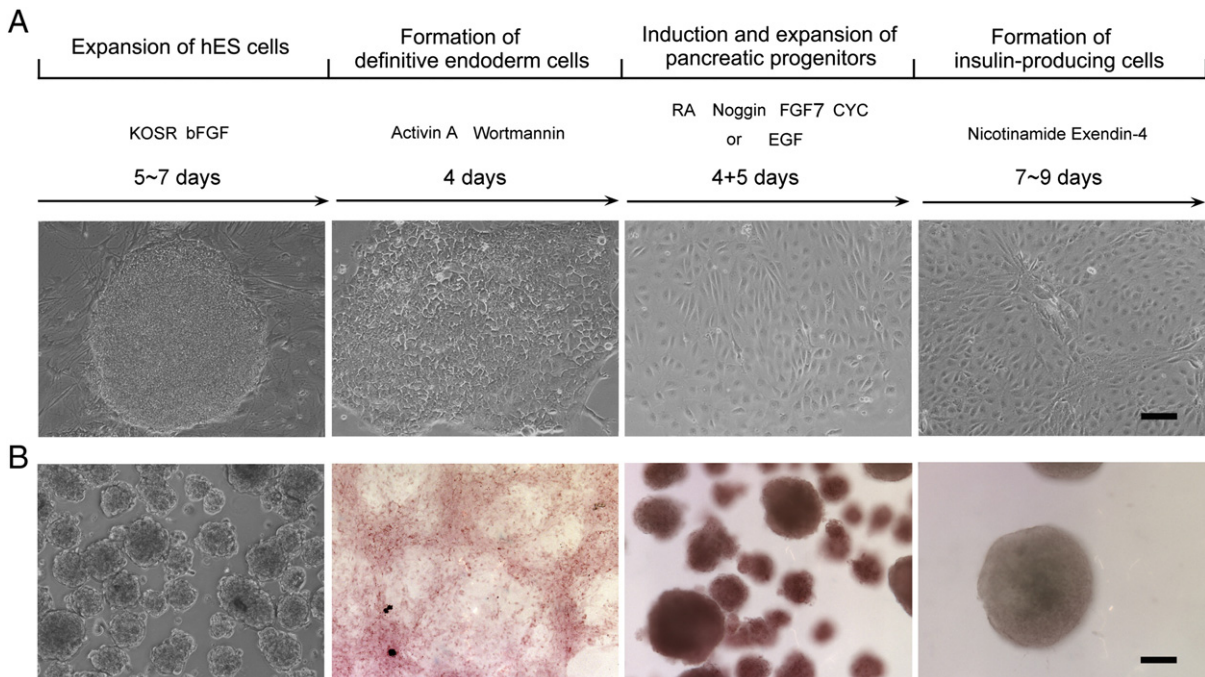 A
Expansion of hES cells
Formation of
definitive endoderm cells
Induction and expansion of
pancreatic progenitors
Formation of
insulin-producing cells
KOSR bFGF
Activin A Wortmannin
RA Noggin FGF7 CYC
or EGF
Nicotinamide Exendin-4
5~7 days
4 days
4+5 days
7~9 days
B